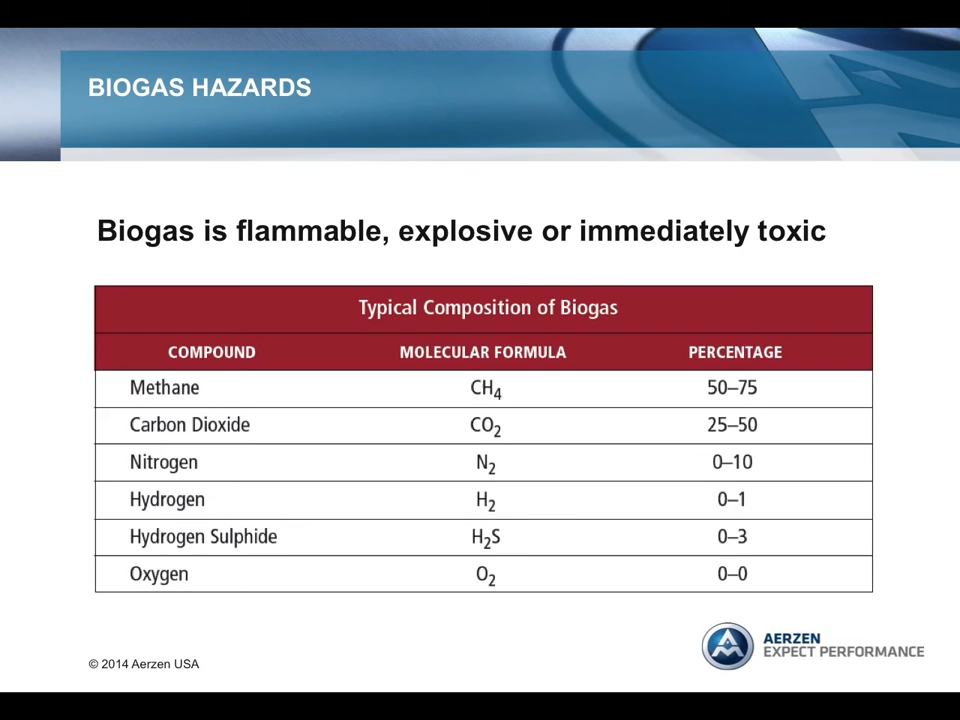 BIOGAS HAZARDS
Biogas is flammable, explosive or immediately toxic
Typical Composition of Biogas
COMPOUND MOLECULAR FORMULA PERCENTAGE
Methane CH₄ 50–75
Carbon Dioxide CO₂ 25–50
Nitrogen N₂ 0–10
Hydrogen H₂ 0–1
Hydrogen Sulphide H₂S 0–3
Oxygen O₂ 0–0
AERZEN
EXPECT PERFORMANCE
© 2014 Aerzen USA